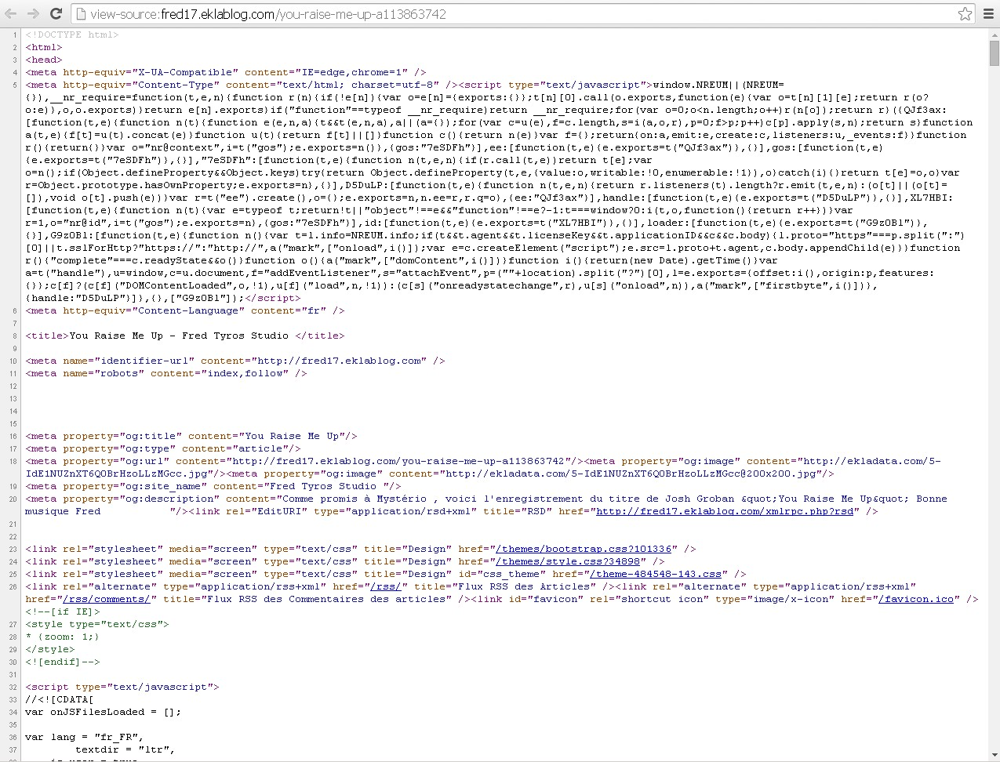 view-source:fred17.eklablog.com/you-raise-me-up-a113863742
1 <!DOCTYPE html>
2 <html>
3 <head>
4 <meta http-equiv="X-UA-Compatible" content="IE=edge,chrome=1" />
5 <meta http-equiv="Content-Type" content="text/html; charset=utf-8" /><script type="text/javascript">window.NREUM||(NREUM=
{}),__nr_require=function(t,e,n){function r(n){if(!e[n]){var o=e[n]={exports:{}};t[n][0].call(o.exports,function(e){var o=t[n][1][e];return r(o?
o:e)},o,o.exports)}return e[n].exports}if("function"==typeof __nr_require)return __nr_require;for(var o=0;o<n.length;o++)r(n[o]);return r}({QJf3ax:
[function(t,e){function n(t){function e(e,n,a){t&&t(e,n,a),a||(a={});for(var c=u(e),f=c.length,s=i(a,o,r),p=0;f>p;p++)c[p].apply(s,n);return s}function
a(t,e){f[t]=u(t).concat(e)}function u(t){return f[t]||[]}function c(){return n(e)}var f={};return{on:a,emit:e,create:c,listeners:u,_events:f}}function
r(){return{}}var o="nr@context",i=t("gos");e.exports=n()},{gos:"7eSDFh"}],ee:[function(t,e){e.exports=t("QJf3ax")},{}],gos:[function(t,e)
{e.exports=t("7eSDFh")},{}],"7eSDFh":[function(t,e){function n(t,e,n){if(r.call(t,e))return t[e];var
o=n();if(Object.defineProperty&&Object.keys)try{return Object.defineProperty(t,e,{value:o,writable:!0,enumerable:!1}),o}catch(i){}return t[e]=o,o}var
r=Object.prototype.hasOwnProperty;e.exports=n},{}],D5DuLP:[function(t,e){function n(t,e,n){return r.listeners(t).length?r.emit(t,e,n):(o[t]||(o[t]=
[]),void o[t].push(e))}var r=t("ee").create(),o={};e.exports=n,n.ee=r,r.q=o},{ee:"QJf3ax"}],handle:[function(t,e){e.exports=t("D5DuLP")},{}],XL7HBI:
[function(t,e){function n(t){var e=typeof t;return!t||"object"!==e&&"function"!==e?-1:t===window?0:i(t,o,function(){return r++})}var
r=1,o="nr@id",i=t("gos");e.exports=n},{gos:"7eSDFh"}],id:[function(t,e){e.exports=t("XL7HBI")},{}],loader:[function(t,e){e.exports=t("G9z0Bl")},
{}],G9z0Bl:[function(t,e){function n(){var t=l.info=NREUM.info;if(t&&t.agent&&t.licenseKey&&t.applicationID&&c&&c.body){l.proto="https"===p.split(":")
[0]||t.sslForHttp?"https://":"http://",a("mark",["onload",i()]);var e=c.createElement("script");e.src=l.proto+t.agent,c.body.appendChild(e)}}function
r(){"complete"===c.readyState&&o()}function o(){a("mark",["domContent",i()])}function i(){return(new Date).getTime()}var
a=t("handle"),u=window,c=u.document,f="addEventListener",s="attachEvent",p=(""+location).split("?")[0],l=e.exports={offset:i(),origin:p,features:
{}};c[f]?(c[f]("DOMContentLoaded",o,!1),u[f]("load",n,!1)):(c[s]("onreadystatechange",r),u[s]("onload",n)),a("mark",["firstbyte",i()])},
{handle:"D5DuLP"}]},{},["G9z0Bl"]);</script>
6 <meta http-equiv="Content-Language" content="fr" />
7
8 <title>You Raise Me Up - Fred Tyros Studio </title>
9
10 <meta name="identifier-url" content="http://fred17.eklablog.com" />
11 <meta name="robots" content="index,follow" />
12
13
14
15
16 <meta property="og:title" content="You Raise Me Up"/>
17 <meta property="og:type" content="article"/>
18 <meta property="og:url" content="http://fred17.eklablog.com/you-raise-me-up-a113863742"/><meta property="og:image" content="http://ekladata.com/5-
IdE1NUZnXT6QOBrHzoLLzMGcc.jpg"/><meta property="og:image" content="http://ekladata.com/5-IdE1NUZnXT6QOBrHzoLLzMGcc@200x200.jpg"/>
19 <meta property="og:site_name" content="Fred Tyros Studio "/>
20 <meta property="og:description" content="Comme promis à Mystério , voici l'enregistrement du titre de Josh Groban &quot;You Raise Me Up&quot; Bonne
musique Fred "/><link rel="EditURI" type="application/rsd+xml" title="RSD" href="http://fred17.eklablog.com/xmlrpc.php?rsd" />
21
22
23 <link rel="stylesheet" media="screen" type="text/css" title="Design" href="/themes/bootstrap.css?101336" />
24 <link rel="stylesheet" media="screen" type="text/css" title="Design" href="/themes/style.css?34898" />
25 <link rel="stylesheet" media="screen" type="text/css" title="Design" id="css_theme" href="/theme-484548-143.css" />
26 <link rel="alternate" type="application/rss+xml" href="/rss/" title="Flux RSS des Articles" /><link rel="alternate" type="application/rss+xml"
href="/rss/comments/" title="Flux RSS des Commentaires des articles" /><link id="favicon" rel="shortcut icon" type="image/x-icon" href="/favicon.ico" />
<!--[if IE]>
27 <style type="text/css">
28 * {zoom: 1;}
29 </style>
30 <![endif]-->
31
32 <script type="text/javascript">
33 //<![CDATA[
34 var onJSFilesLoaded = [];
35
36 var lang = "fr_FR",
37 textdir = "ltr",